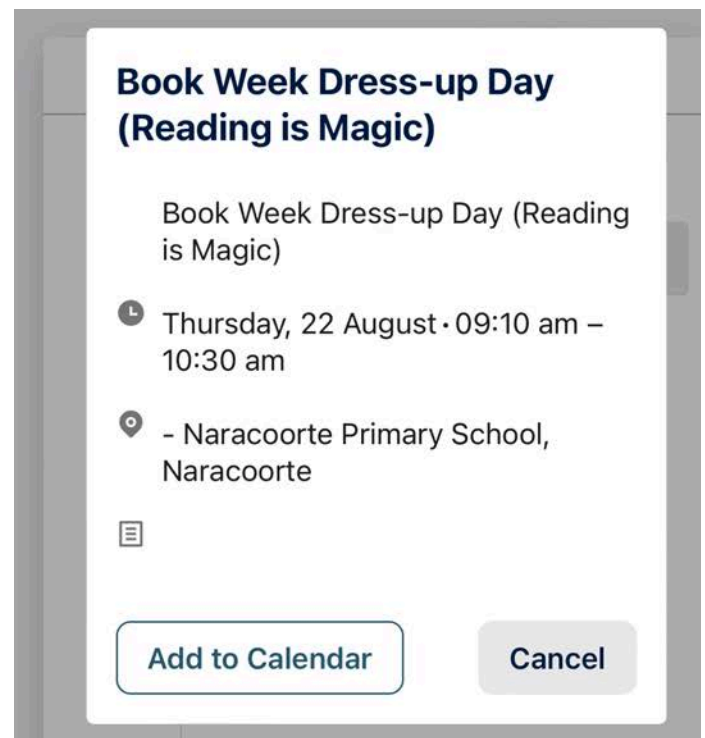 Book Week Dress-up Day
(Reading is Magic)
Book Week Dress-up Day (Reading
is Magic)
Thursday, 22 August · 09:10 am –
10:30 am
- Naracoorte Primary School,
Naracoorte
Add to Calendar
Cancel